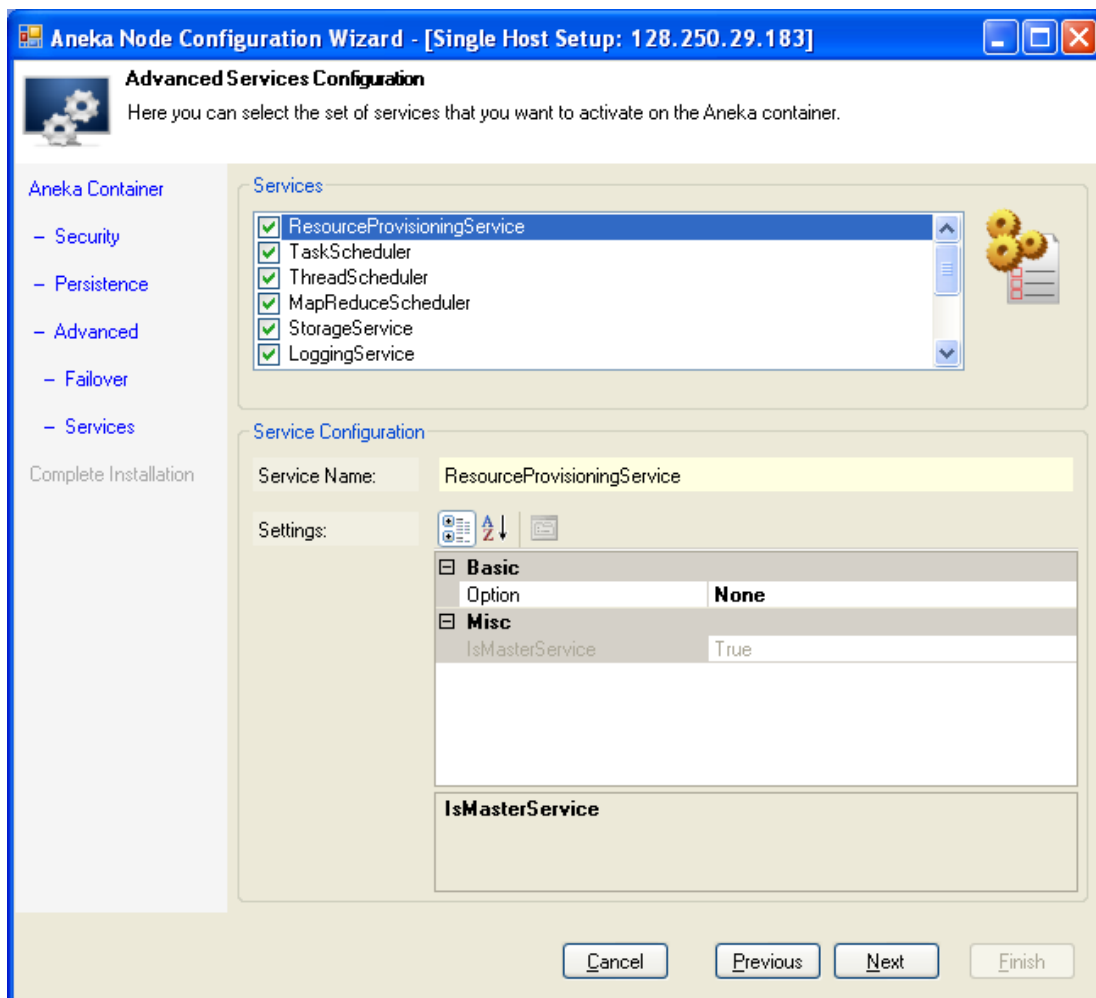 Aneka Node Configuration Wizard - [Single Host Setup: 128.250.29.183]
Advanced Services Configuration
Here you can select the set of services that you want to activate on the Aneka container.
Aneka Container
– Security
– Persistence
– Advanced
– Failover
– Services
Complete Installation
Services
ResourceProvisioningService
TaskScheduler
ThreadScheduler
MapReduceScheduler
StorageService
LoggingService
Service Configuration
Service Name: ResourceProvisioningService
Settings:
A
Z
Basic
Option None
Misc
IsMasterService True
IsMasterService
Cancel Previous Next Finish